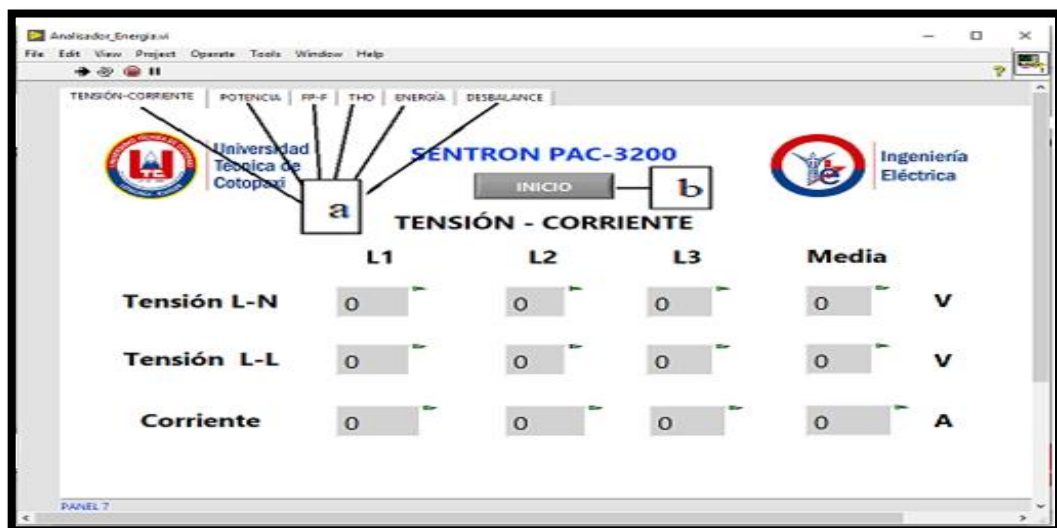 Analisador_Energia.vi
File Edit View Project Operate Tools Window Help
TENSIÓN-CORRIENTE POTENCIA FP-F THD ENERGÍA DESBALANCE
Universidad
Técnica de
Cotopaxi
SENTRON PAC-3200
Ingeniería
Eléctrica
INICIO
a
b
TENSIÓN - CORRIENTE
L1 L2 L3 Media
Tensión L-N 0 0 0 0 V
Tensión L-L 0 0 0 0 V
Corriente 0 0 0 0 A
PANEL 7